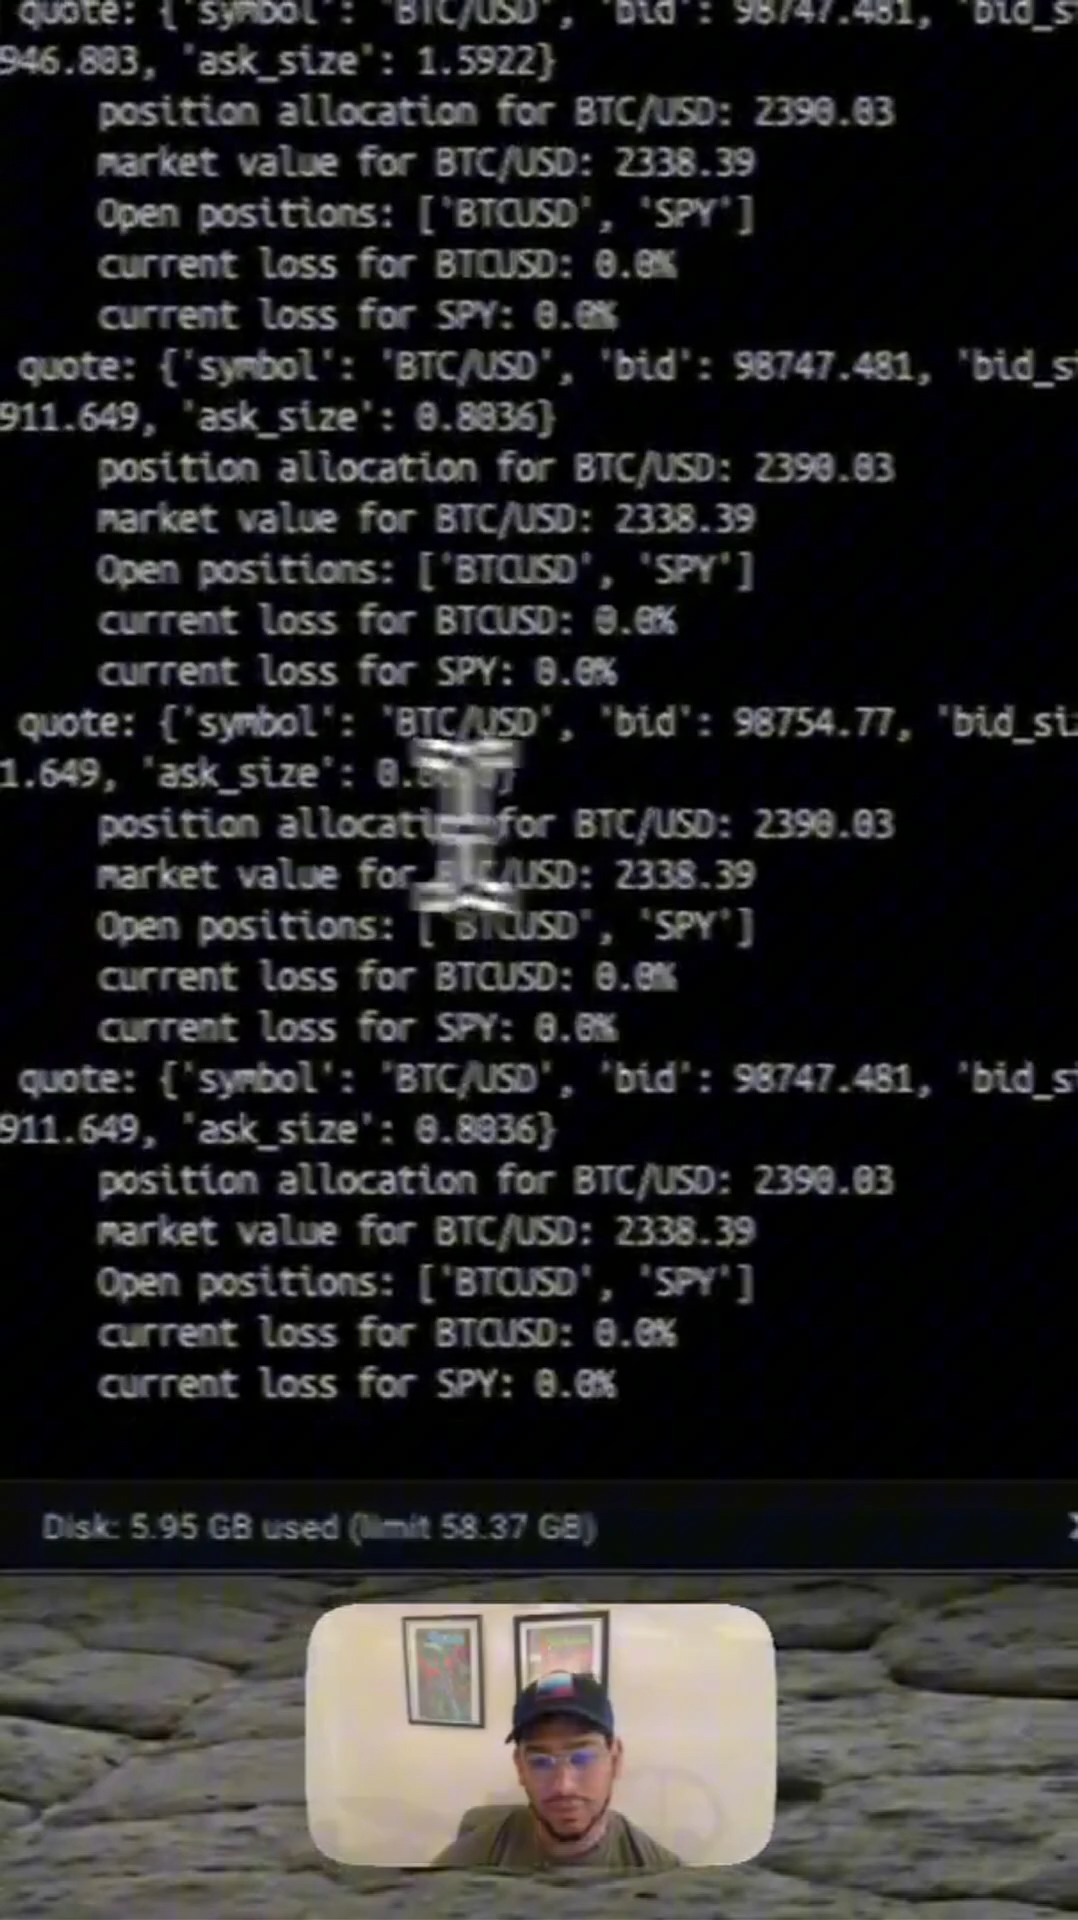 quote: {'symbol': 'BTC/USD', 'bid': 98747.481, 'bid_s
946.803, 'ask_size': 1.5922}
position allocation for BTC/USD: 2390.03
market value for BTC/USD: 2338.39
Open positions: ['BTCUSD', 'SPY']
current loss for BTCUSD: 0.0%
current loss for SPY: 0.0%
quote: {'symbol': 'BTC/USD', 'bid': 98747.481, 'bid_si
911.649, 'ask_size': 0.8036}
position allocation for BTC/USD: 2390.03
market value for BTC/USD: 2338.39
Open positions: ['BTCUSD', 'SPY']
current loss for BTCUSD: 0.0%
current loss for SPY: 0.0%
quote: {'symbol': 'BTC/USD', 'bid': 98754.77, 'bid_siz
1.649, 'ask_size':
position allocation for BTC/USD: 2390.03
market value for BTC/USD: 2338.39
Open positions: ['BTCUSD', 'SPY']
current loss for BTCUSD: 0.0%
current loss for SPY: 0.0%
quote: {'symbol': 'BTC/USD', 'bid': 98747.481, 'bid_si
911.649, 'ask_size': 0.8036}
position allocation for BTC/USD: 2390.03
market value for BTC/USD: 2338.39
Open positions: ['BTCUSD', 'SPY']
current loss for BTCUSD: 0.0%
current loss for SPY: 0.0%
Disk: 5.95 GB used (limit 58.37 GB)